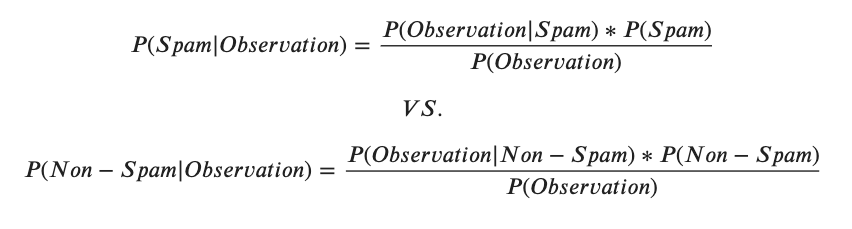 P(Spam|Observation) = P(Observation|Spam) ∗ P(Spam) / P(Observation)
VS.
P(Non − Spam|Observation) = P(Observation|Non − Spam) ∗ P(Non − Spam) / P(Observation)